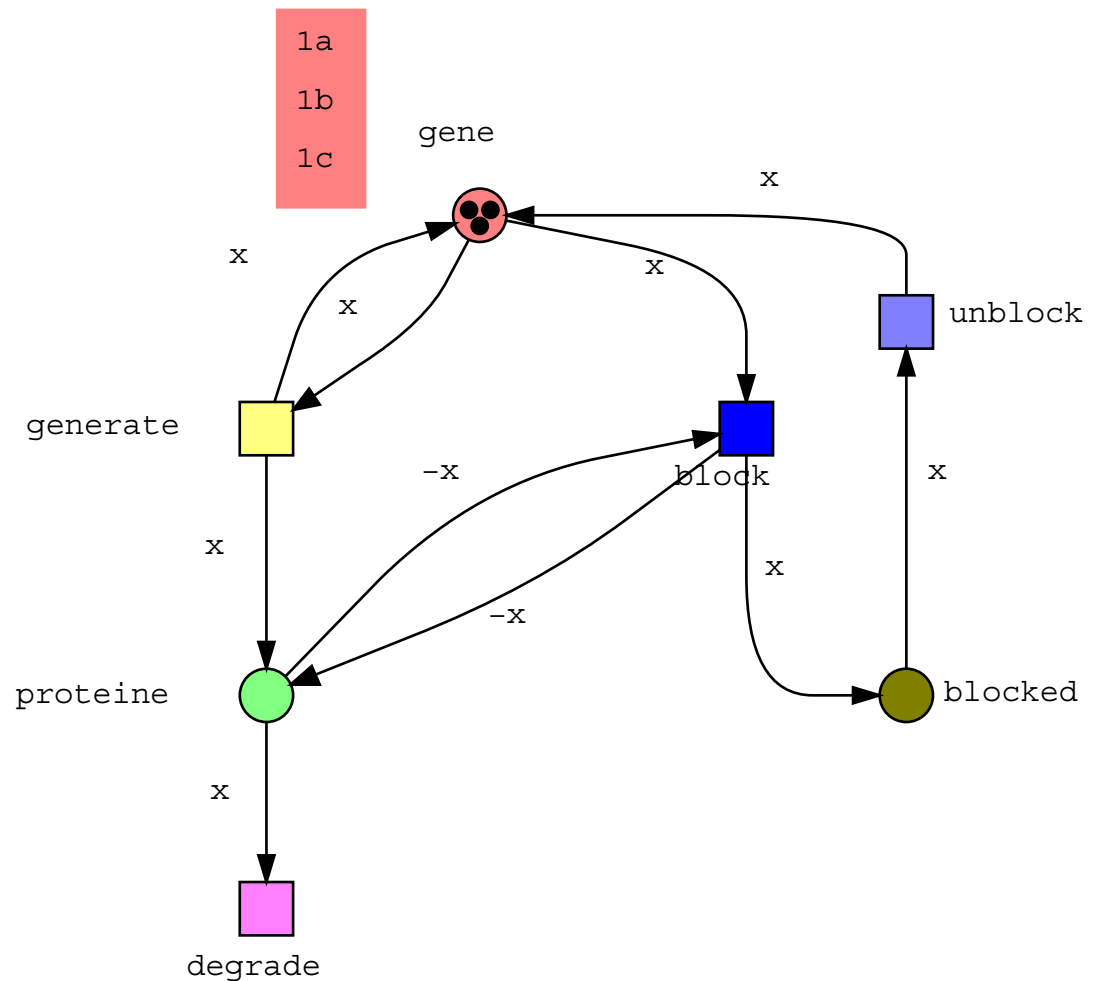 1a
1b
1c
gene
x
x
x
x
unblock
generate
-x
block
x
x
x
-x
proteine
blocked
x
degrade